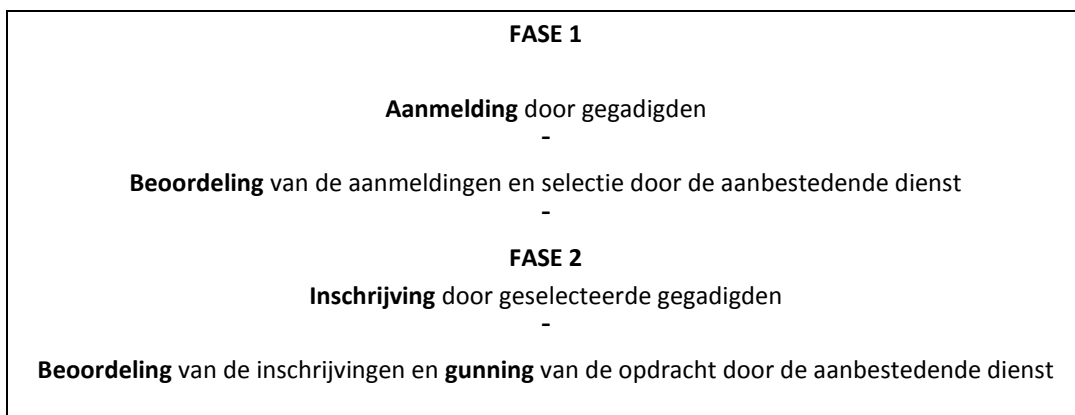 FASE 1
Aanmelding door gegadigden
-
Beoordeling van de aanmeldingen en selectie door de aanbestedende dienst
-
FASE 2
Inschrijving door geselecteerde gegadigden
-
Beoordeling van de inschrijvingen en gunning van de opdracht door de aanbestedende dienst